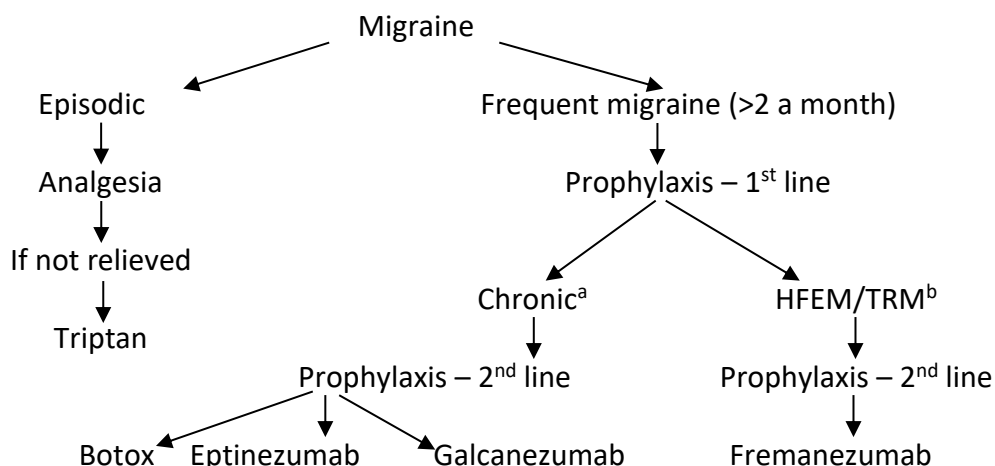 Migraine
Episodic
Frequent migraine (>2 a month)
Analgesia
Prophylaxis – 1st line
If not relieved
Chronicᵃ
HFEM/TRMᵇ
Triptan
Prophylaxis – 2nd line
Prophylaxis – 2nd line
Botox
Eptinezumab
Galcanezumab
Fremanezumab